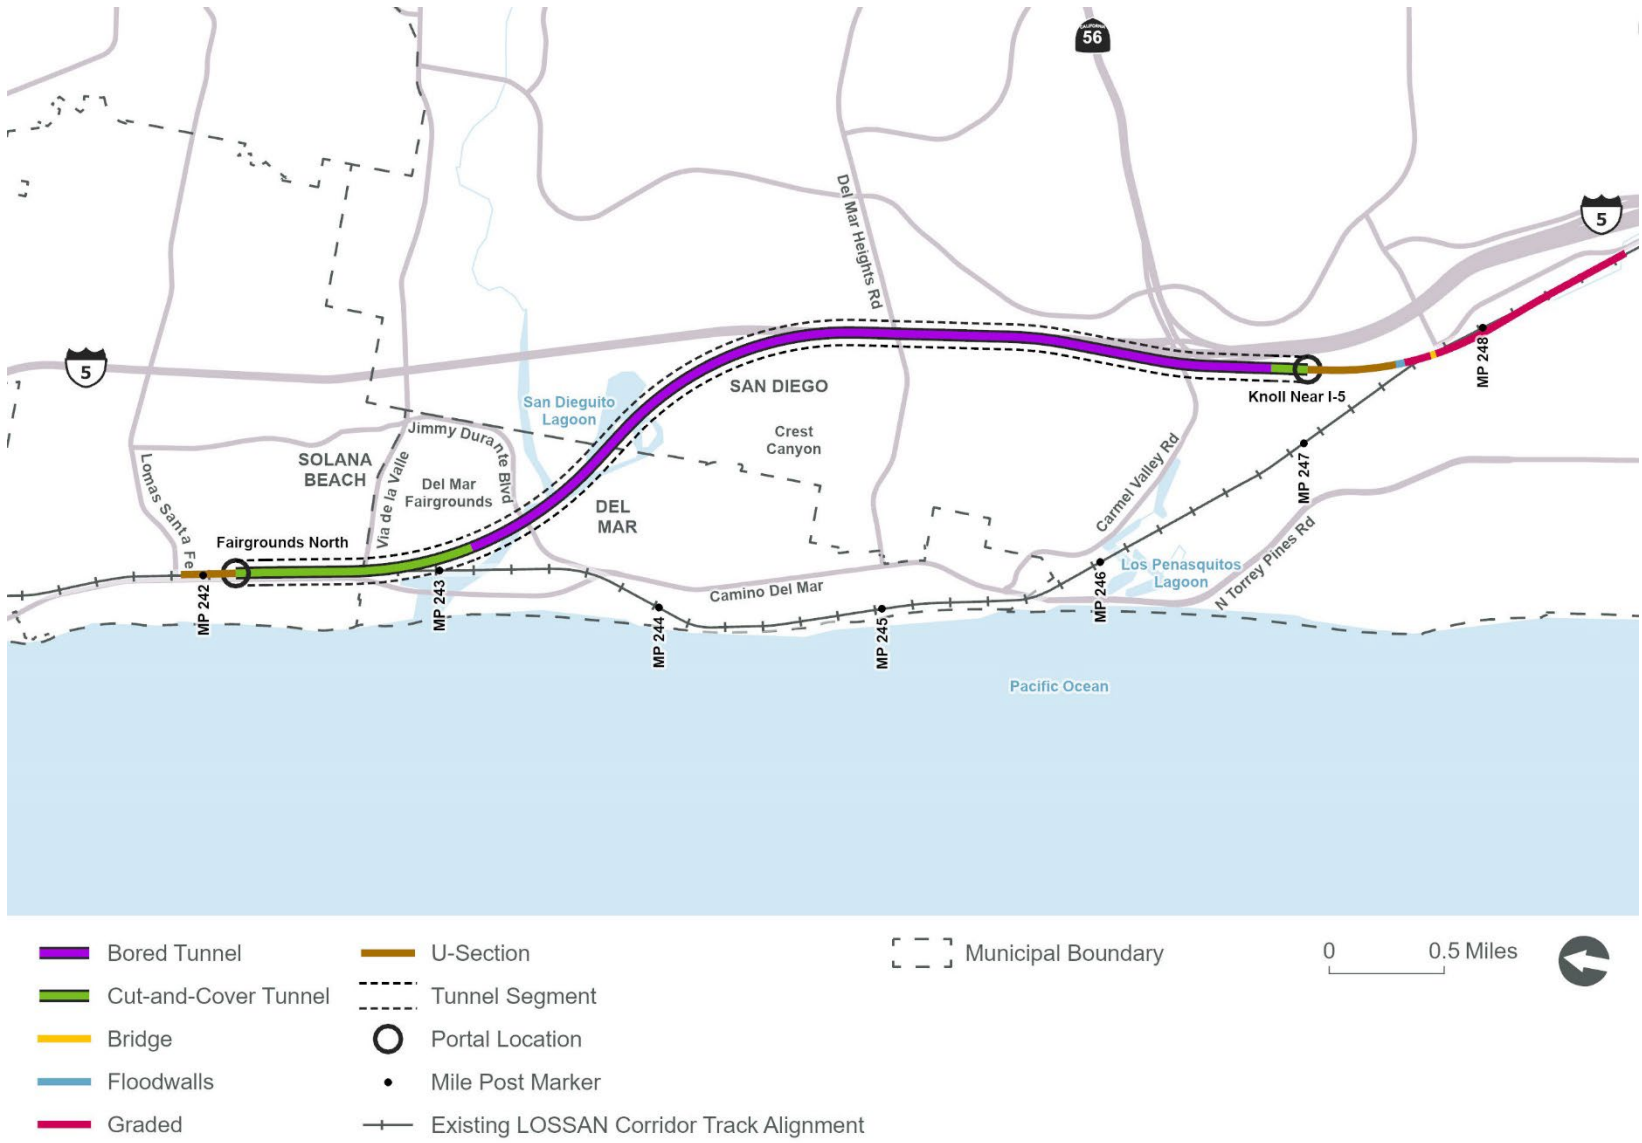 CALIFORNIA
56
5
Del Mar Heights Rd
5
MP 248
SAN DIEGO
Knoll Near I-5
San Dieguito
Lagoon
Jimmy Durante Blvd
Crest
Canyon
SOLANA
BEACH
Via de la Valle
Del Mar
Fairgrounds
Lomas Santa Fe
DEL
MAR
Carmel Valley Rd
MP 247
Fairgrounds North
N Torrey Pines Rd
Los Penasquitos
Lagoon
Camino Del Mar
MP 242
MP 243
MP 244
MP 245
MP 246
Pacific Ocean
Bored Tunnel
Cut-and-Cover Tunnel
Bridge
Floodwalls
Graded
U-Section
Tunnel Segment
Portal Location
Mile Post Marker
Existing LOSSAN Corridor Track Alignment
Municipal Boundary
0 0.5 Miles